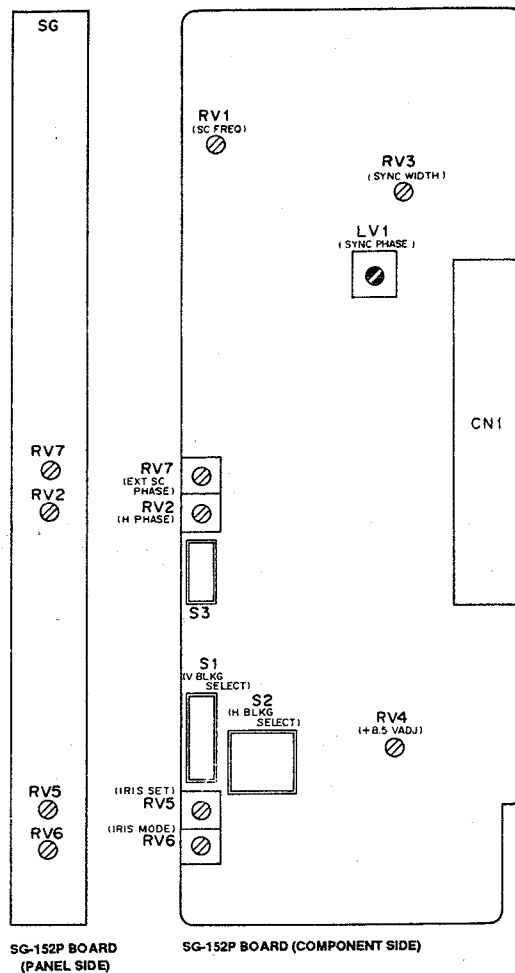 SG
RV7
RV2
RV5
RV6
SG-152P BOARD
(PANEL SIDE)
RV1
(SC FREQ)
RV3
(SYNC WIDTH)
LV1
(SYNC PHASE)
CN1
RV7
(EXT SC
PHASE)
RV2
(H PHASE)
S3
S1
(V BLKG
SELECT)
S2
(H BLKG
SELECT)
RV4
(+8.5 VADJ)
(IRIS SET)
RV5
(IRIS MODE)
RV6
SG-152P BOARD (COMPONENT SIDE)